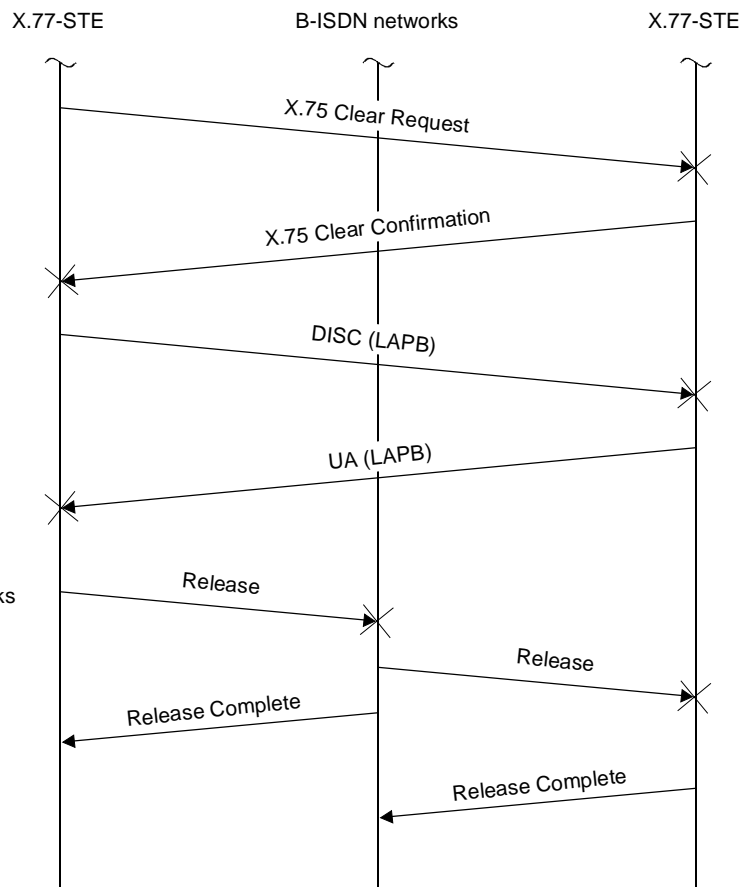 X.77-STE B-ISDN networks X.77-STE
X.75 Clear Request
X.75 Clear Confirmation
DISC (LAPB)
UA (LAPB)
Release
Release
Release Complete
Release Complete